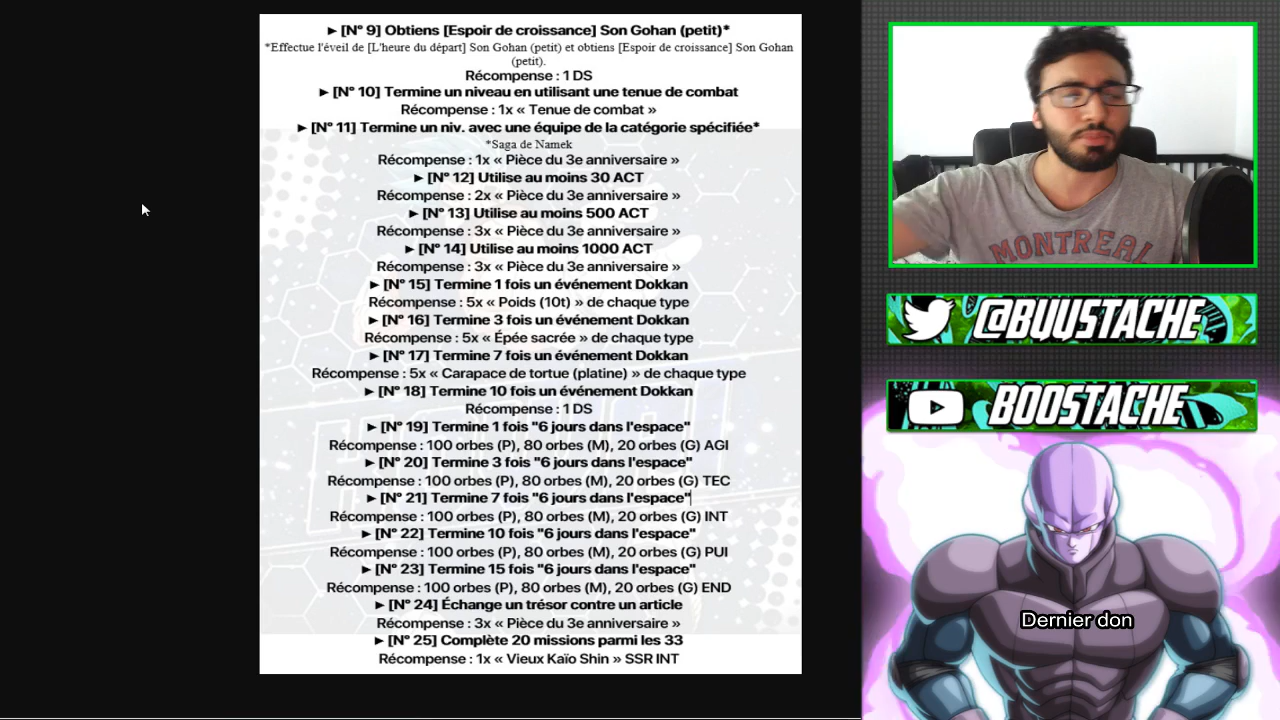 ► [N° 9] Obtiens [Espoir de croissance] Son Gohan (petit)*
*Effectue l'éveil de [L'heure du départ] Son Gohan (petit) et obtiens [Espoir de croissance] Son Gohan
(petit).
Récompense : 1 DS
► [N° 10] Termine un niveau en utilisant une tenue de combat
Récompense : 1x « Tenue de combat »
► [N° 11] Termine un niv. avec une équipe de la catégorie spécifiée*
*Saga de Namek
Récompense : 1x « Pièce du 3e anniversaire »
► [N° 12] Utilise au moins 30 ACT
Récompense : 2x « Pièce du 3e anniversaire »
► [N° 13] Utilise au moins 500 ACT
Récompense : 3x « Pièce du 3e anniversaire »
► [N° 14] Utilise au moins 1000 ACT
Récompense : 3x « Pièce du 3e anniversaire »
► [N° 15] Termine 1 fois un événement Dokkan
Récompense : 5x « Poids (10t) » de chaque type
► [N° 16] Termine 3 fois un événement Dokkan
Récompense : 5x « Épée sacrée » de chaque type
► [N° 17] Termine 7 fois un événement Dokkan
Récompense : 5x « Carapace de tortue (platine) » de chaque type
► [N° 18] Termine 10 fois un événement Dokkan
Récompense : 1 DS
► [N° 19] Termine 1 fois "6 jours dans l'espace"
Récompense : 100 orbes (P), 80 orbes (M), 20 orbes (G) AGI
► [N° 20] Termine 3 fois "6 jours dans l'espace"
Récompense : 100 orbes (P), 80 orbes (M), 20 orbes (G) TEC
► [N° 21] Termine 7 fois "6 jours dans l'espace"
Récompense : 100 orbes (P), 80 orbes (M), 20 orbes (G) INT
► [N° 22] Termine 10 fois "6 jours dans l'espace"
Récompense : 100 orbes (P), 80 orbes (M), 20 orbes (G) PUI
► [N° 23] Termine 15 fois "6 jours dans l'espace"
Récompense : 100 orbes (P), 80 orbes (M), 20 orbes (G) END
► [N° 24] Échange un trésor contre un article
Récompense : 3x « Pièce du 3e anniversaire »
► [N° 25] Complète 20 missions parmi les 33
Récompense : 1x « Vieux Kaïo Shin » SSR INT
MONTREAL
@BUUSTACHE
BOOSTACHE
Dernier don